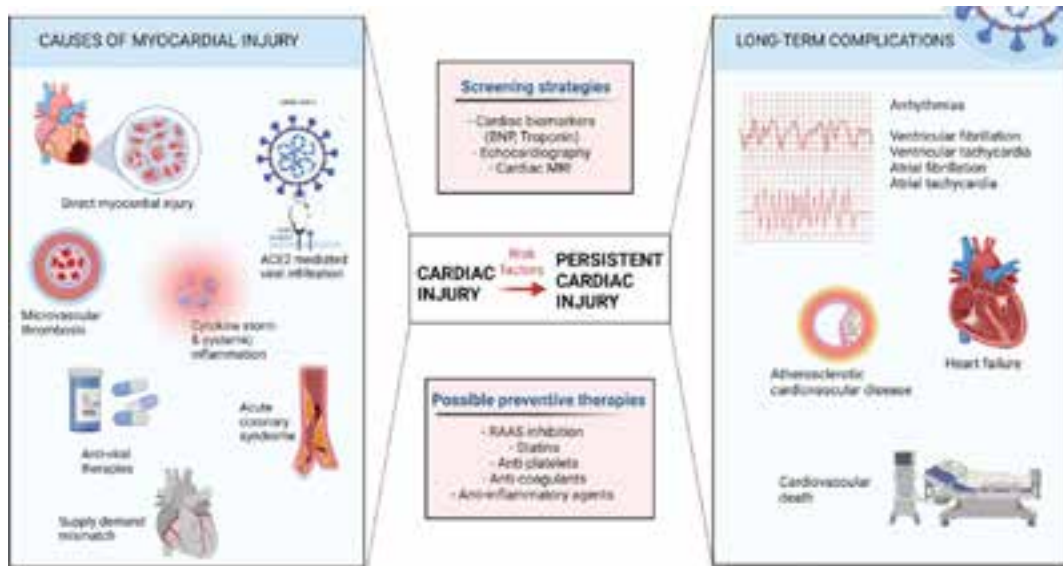 CAUSES OF MYOCARDIAL INJURY
Direct myocardial injury
ACE2 mediated
viral infiltration
Microvascular
thrombosis
Cytokine storm
& systemic
inflammation
Anti-viral
therapies
Acute
coronary
syndrome
Supply demand
mismatch
Screening strategies
- Cardiac biomarkers
(BNP, Troponin)
- Echocardiography
- Cardiac MRI
CARDIAC
INJURY
Risk
factors
PERSISTENT
CARDIAC
INJURY
Possible preventive therapies
- RAAS inhibition
- Statins
- Anti platelets
- Anti coagulants
- Anti-inflammatory agents
LONG-TERM COMPLICATIONS
Arrhythmias
Ventricular fibrillation
Ventricular tachycardia
Atrial fibrillation
Atrial tachycardia
Heart failure
Atherosclerotic
cardiovascular disease
Cardiovascular
death